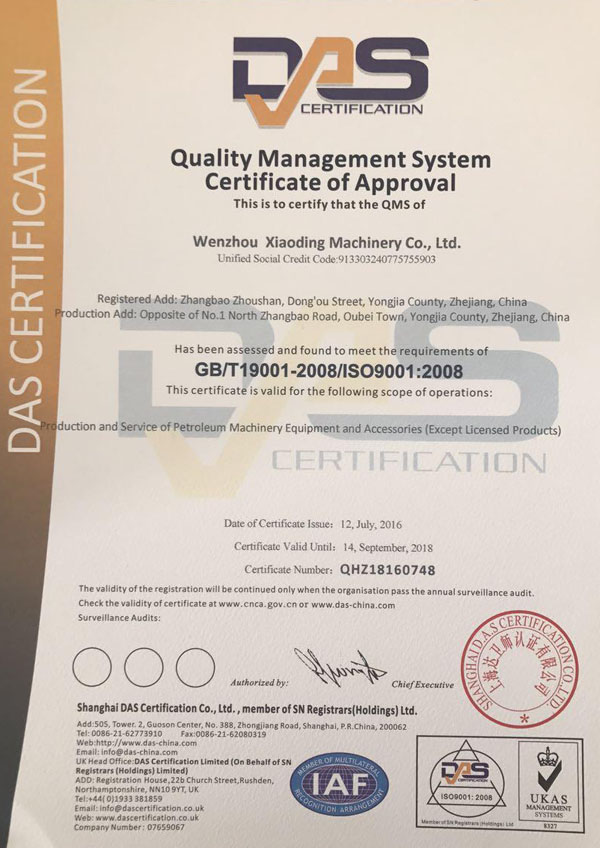 DAS CERTIFICATION
DAS
CERTIFICATION
Quality Management System
Certificate of Approval
This is to certify that the QMS of
Wenzhou Xiaoding Machinery Co., Ltd.
Unified Social Credit Code:913303240775755903
Registered Add: Zhangbao Zhoushan, Dong'ou Street, Yongjia County, Zhejiang, China
Production Add: Opposite of No.1 North Zhangbao Road, Oubei Town, Yongjia County, Zhejiang, China
Has been assessed and found to meet the requirements of
GB/T19001-2008/ISO9001:2008
This certificate is valid for the following scope of operations:
Production and Service of Petroleum Machinery Equipment and Accessories (Except Licensed Products)
DAS
CERTIFICATION
Date of Certificate Issue: 12, July, 2016
Certificate Valid Until: 14, September, 2018
Certificate Number: QHZ18160748
The validity of the registration will be continued only when the organisation pass the annual surveillance audit.
Check the validity of certificate at www.cnca.gov.cn or www.das-china.com
Surveillance Audits:
Authorized by:
Chief Executive
SHANGHAI D.A.S CERTIFICATION CO.,LTD
上海达卫师认证有限公司
Shanghai DAS Certification Co., Ltd. , member of SN Registrars(Holdings) Ltd.
Add:505, Tower. 2, Guoson Center, No. 388, Zhongjiang Road, Shanghai, P.R.China, 200062
Tel: 0086-21-62773910 Fax:0086-21-62080319
Web:http://www.das-china.com
Email: info@das-china.com
UK Head Office:DAS Certification Limited (On Behalf of SN
Registrars (Holdings) Limited)
ADD: Registration House,22b Church Street,Rushden,
Northamptonshire, NN10 9YT, UK
Tel:+44(0)1933 381859
Email: info@dascertification.co.uk
Web: www.dascertification.co.uk
Company Number: 07659067
MEMBER OF MULTILATERAL
IAF
RECOGNITION ARRANGEMENT
DAS
CERTIFICATION
ISO9001: 2008
Member of SN Registrars (Holdings) Ltd
UKAS
MANAGEMENT
SYSTEMS
8327